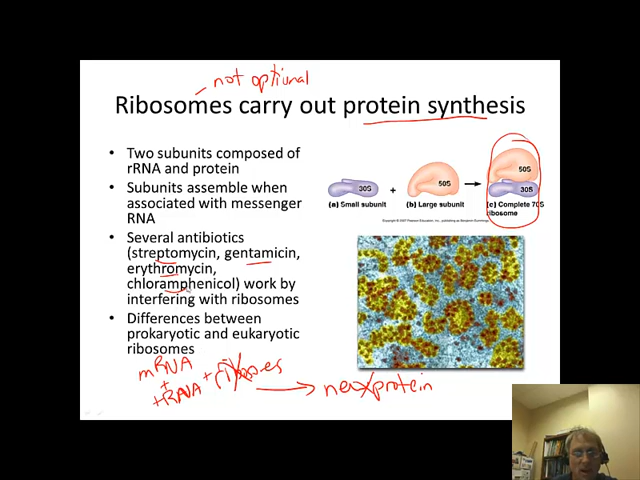 not optional
Ribosomes carry out protein synthesis
• Two subunits composed of
rRNA and protein
• Subunits assemble when
associated with messenger
RNA
• Several antibiotics
(streptomycin, gentamicin,
erythromycin,
chloramphenicol) work by
interfering with ribosomes
• Differences between
prokaryotic and eukaryotic
ribosomes
30S
+
50S
50S
30S
(a) Small subunit
(b) Large subunit
(c) Complete 70S
ribosome
mRNA
+
tRNA
+
new protein